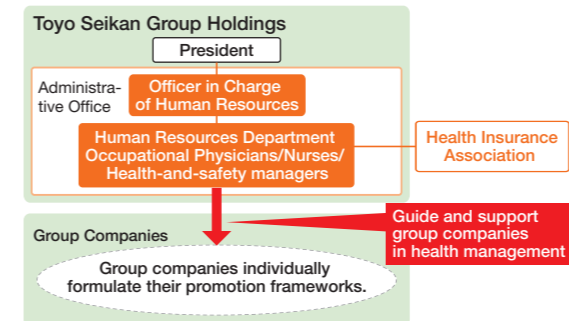 Toyo Seikan Group Holdings
President
Administra-
tive Office
Officer in Charge
of Human Resources
Human Resources Department
Occupational Physicians/Nurses/
Health-and-safety managers
Health Insurance
Association
Guide and support
group companies
in health management
Group Companies
Group companies individually
formulate their promotion frameworks.